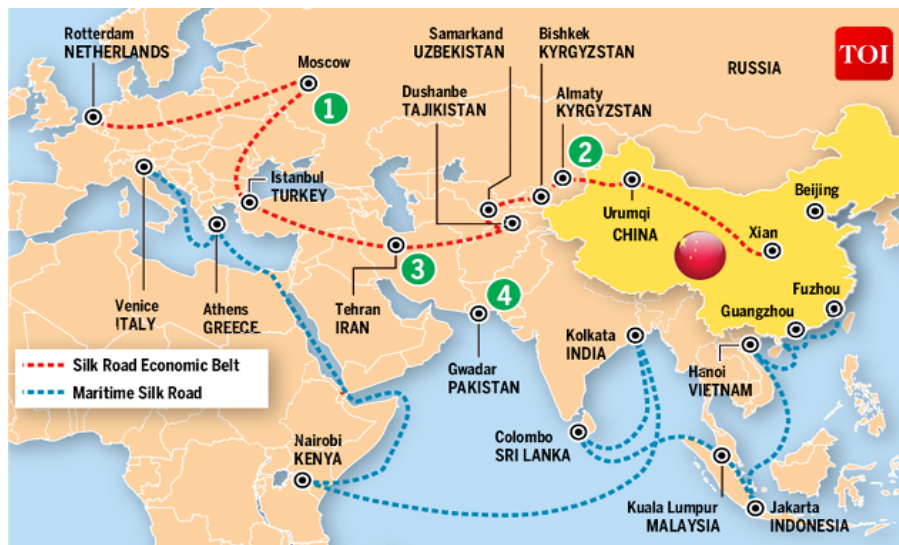 Rotterdam
NETHERLANDS
Moscow
Samarkand
UZBEKISTAN
Bishkek
KYRGYZSTAN
TOI
RUSSIA
Dushanbe
TAJIKISTAN
Almaty
KYRGYZSTAN
1
2
Istanbul
TURKEY
Beijing
Urumqi
CHINA
Xian
3
4
Venice
ITALY
Athens
GREECE
Tehran
IRAN
Fuzhou
Guangzhou
Kolkata
INDIA
Silk Road Economic Belt
Maritime Silk Road
Gwadar
PAKISTAN
Hanoi
VIETNAM
Nairobi
KENYA
Colombo
SRI LANKA
Kuala Lumpur
MALAYSIA
Jakarta
INDONESIA